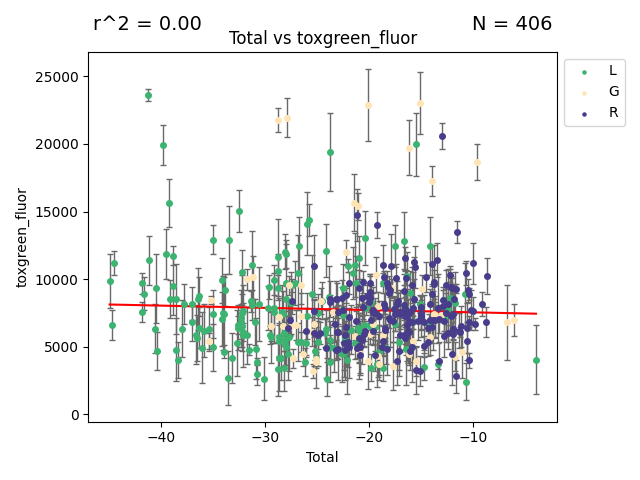 r^2 = 0.00
N = 406
Total vs toxgreen_fluor
25000
20000
15000
10000
5000
0
toxgreen_fluor
−40
−30
−20
−10
Total
L
G
R